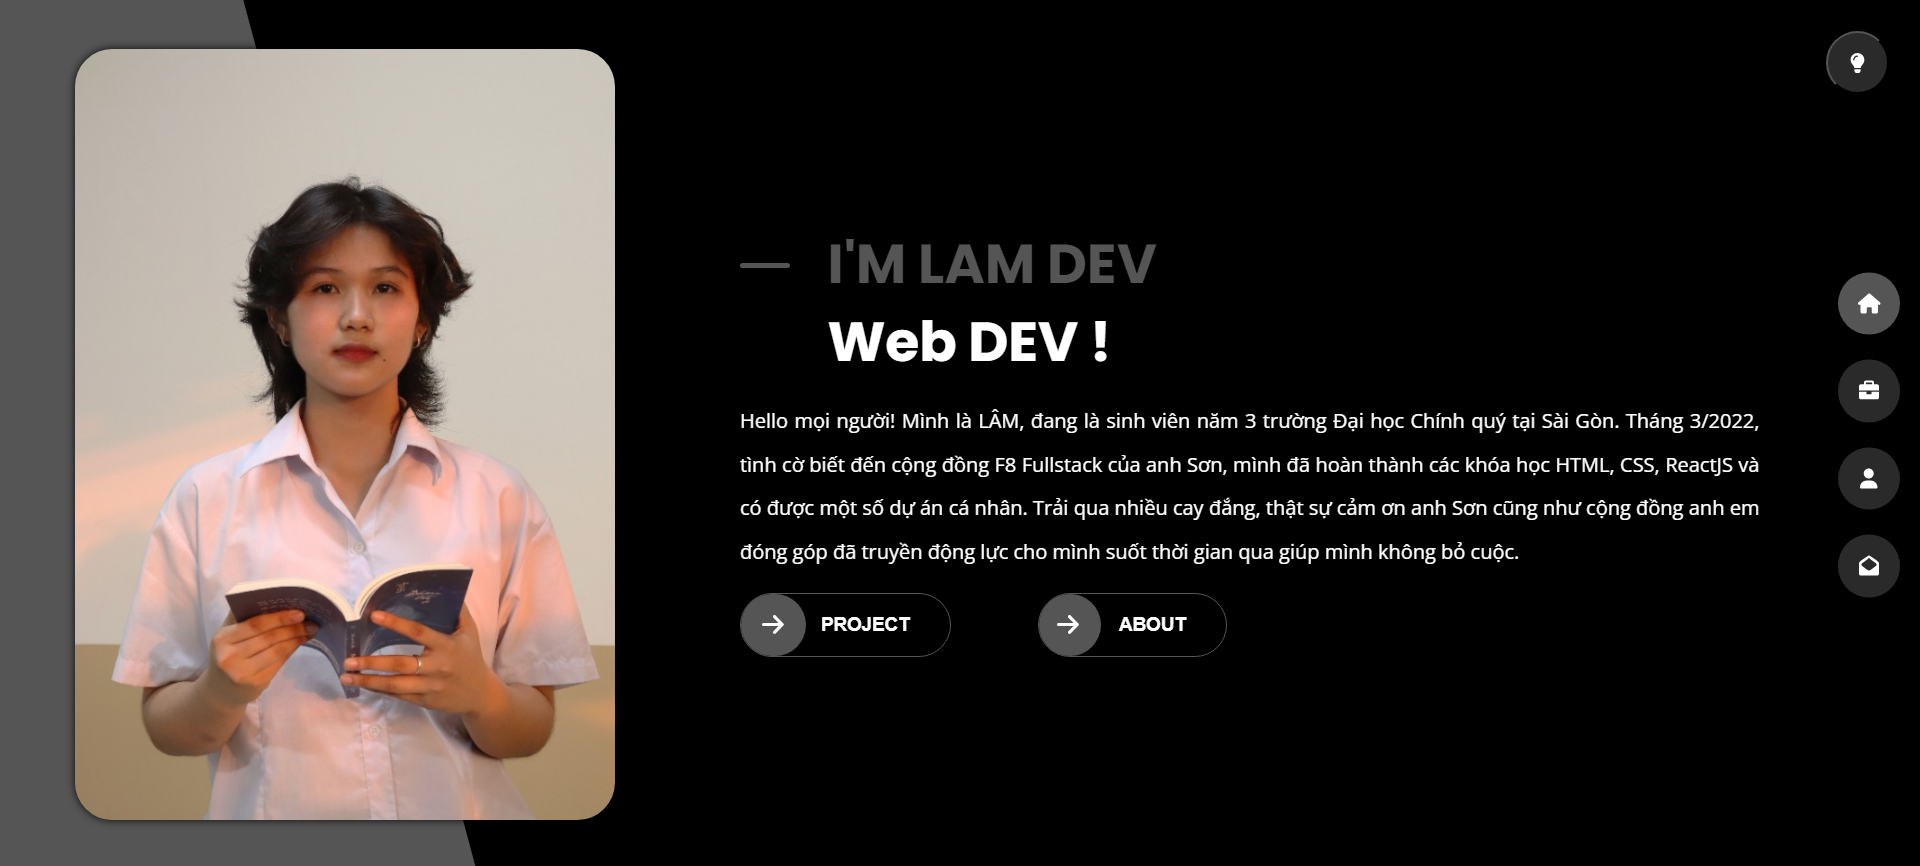 I'M LAM DEV
Web DEV !
Hello mọi người! Mình là LÂM, đang là sinh viên năm 3 trường Đại học Chính quý tại Sài Gòn. Tháng 3/2022,
tình cờ biết đến cộng đồng F8 Fullstack của anh Sơn, mình đã hoàn thành các khóa học HTML, CSS, ReactJS và
có được một số dự án cá nhân. Trải qua nhiều cay đắng, thật sự cảm ơn anh Sơn cũng như cộng đồng anh em
đóng góp đã truyền động lực cho mình suốt thời gian qua giúp mình không bỏ cuộc.
PROJECT
ABOUT